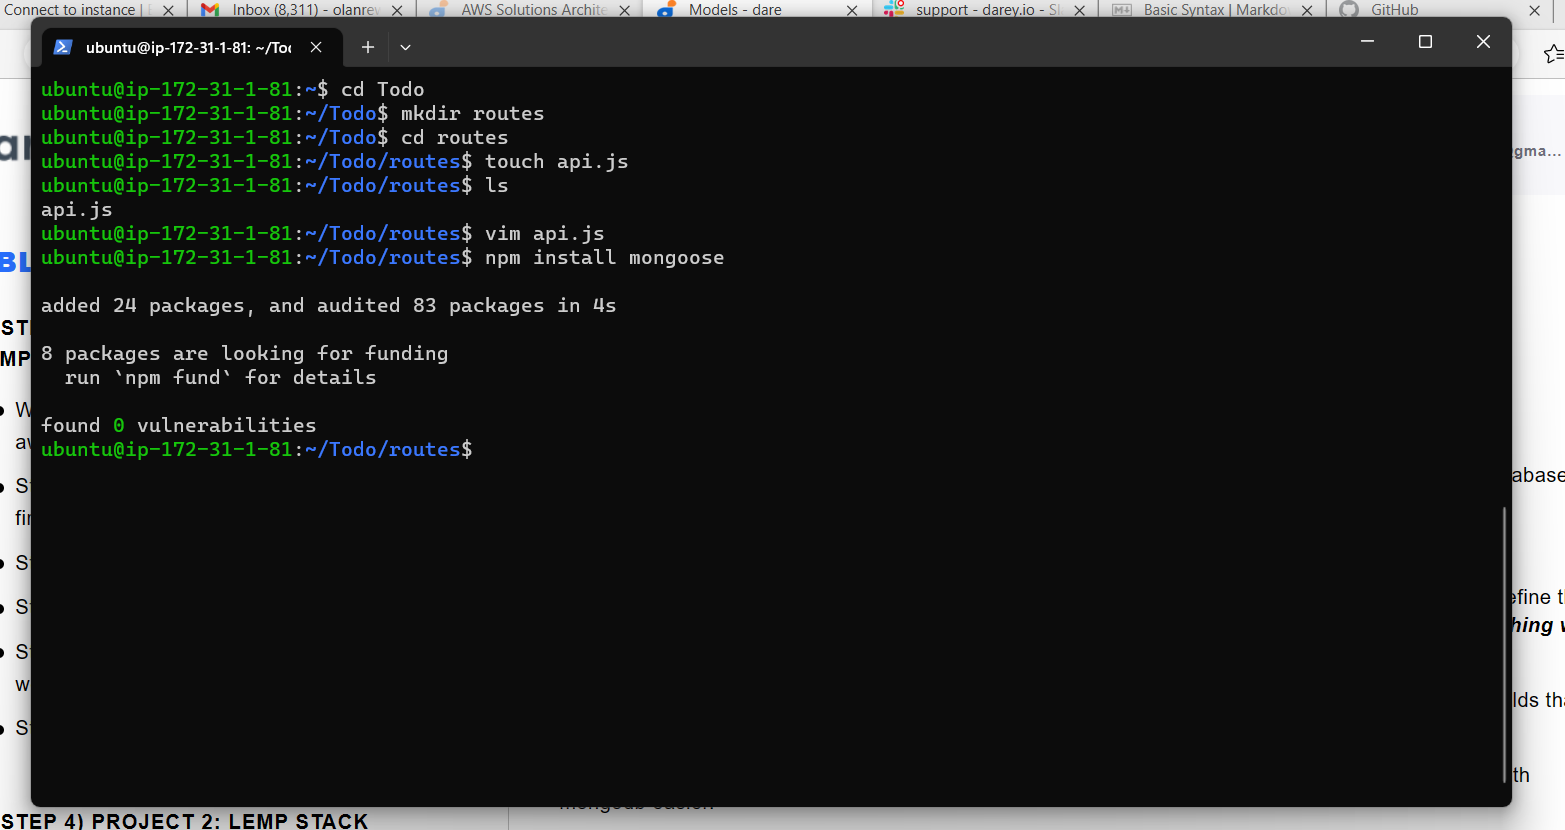 Connect to instance |
Inbox (8,311) - olanrev
AWS Solutions Archite
Models - dare
support - darey.io - Sl
Basic Syntax | Markdo
GitHub
ubuntu@ip-172-31-1-81: ~/Too
ubuntu@ip-172-31-1-81:~$ cd Todo
ubuntu@ip-172-31-1-81:~/Todo$ mkdir routes
ubuntu@ip-172-31-1-81:~/Todo$ cd routes
ubuntu@ip-172-31-1-81:~/Todo/routes$ touch api.js
ubuntu@ip-172-31-1-81:~/Todo/routes$ ls
api.js
ubuntu@ip-172-31-1-81:~/Todo/routes$ vim api.js
ubuntu@ip-172-31-1-81:~/Todo/routes$ npm install mongoose
added 24 packages, and audited 83 packages in 4s
8 packages are looking for funding
run `npm fund` for details
found 0 vulnerabilities
ubuntu@ip-172-31-1-81:~/Todo/routes$
gma...
BL
ST
MP
abase
efine t
hing
lds tha
th
STEP 4) PROJECT 2: LEMP STACK